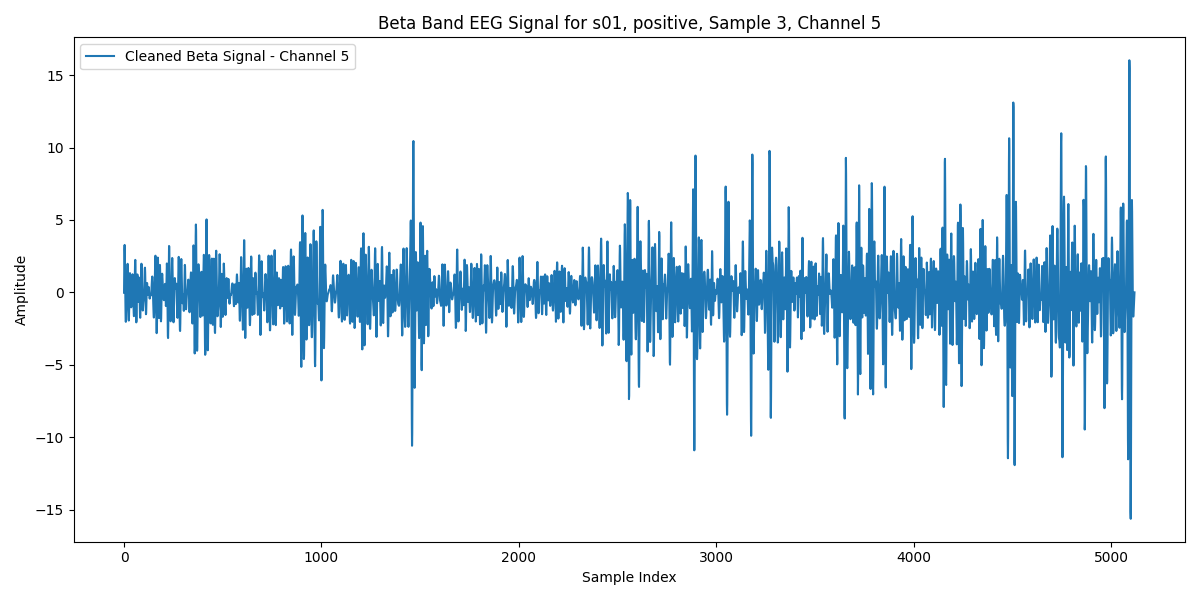 Beta Band EEG Signal for s01, positive, Sample 3, Channel 5
Cleaned Beta Signal - Channel 5
15
10
5
0
−5
−10
−15
Amplitude
0 1000 2000 3000 4000 5000
Sample Index